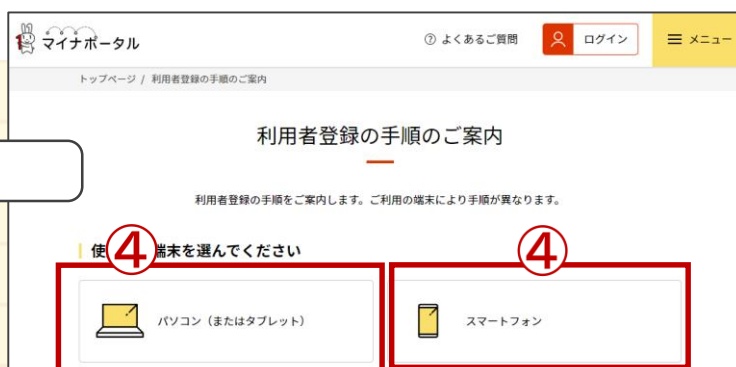 マイナポータル
? よくあるご質問
ログイン
メニュー
トップページ / 利用者登録の手順のご案内
利用者登録の手順のご案内
利用者登録の手順をご案内します。ご利用の端末により手順が異なります。
使 端末を選んでください
④
④
パソコン（またはタブレット）
スマートフォン